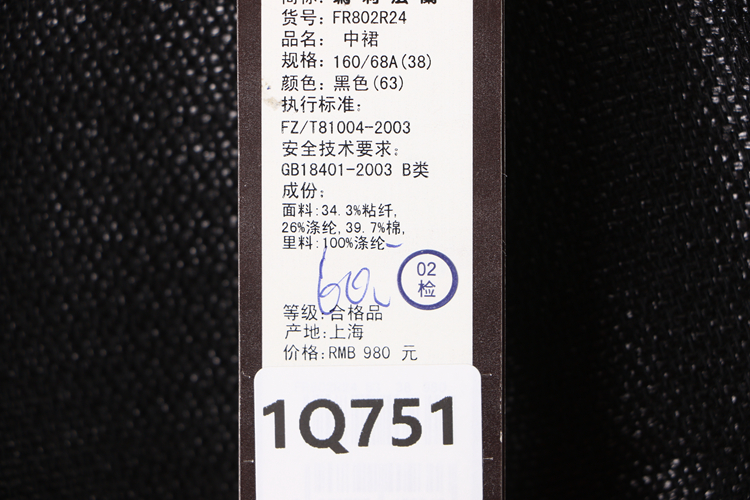 货号: FR802R24
品名: 中裙
规格: 160/68A(38)
颜色: 黑色(63)
执行标准:
FZ/T81004-2003
安全技术要求:
GB18401-2003 B类
成份:
面料:34.3%粘纤,
26%涤纶,39.7%棉,
里料:100%涤纶
60
02
检
等级:合格品
产地:上海
价格:RMB 980 元
1Q751